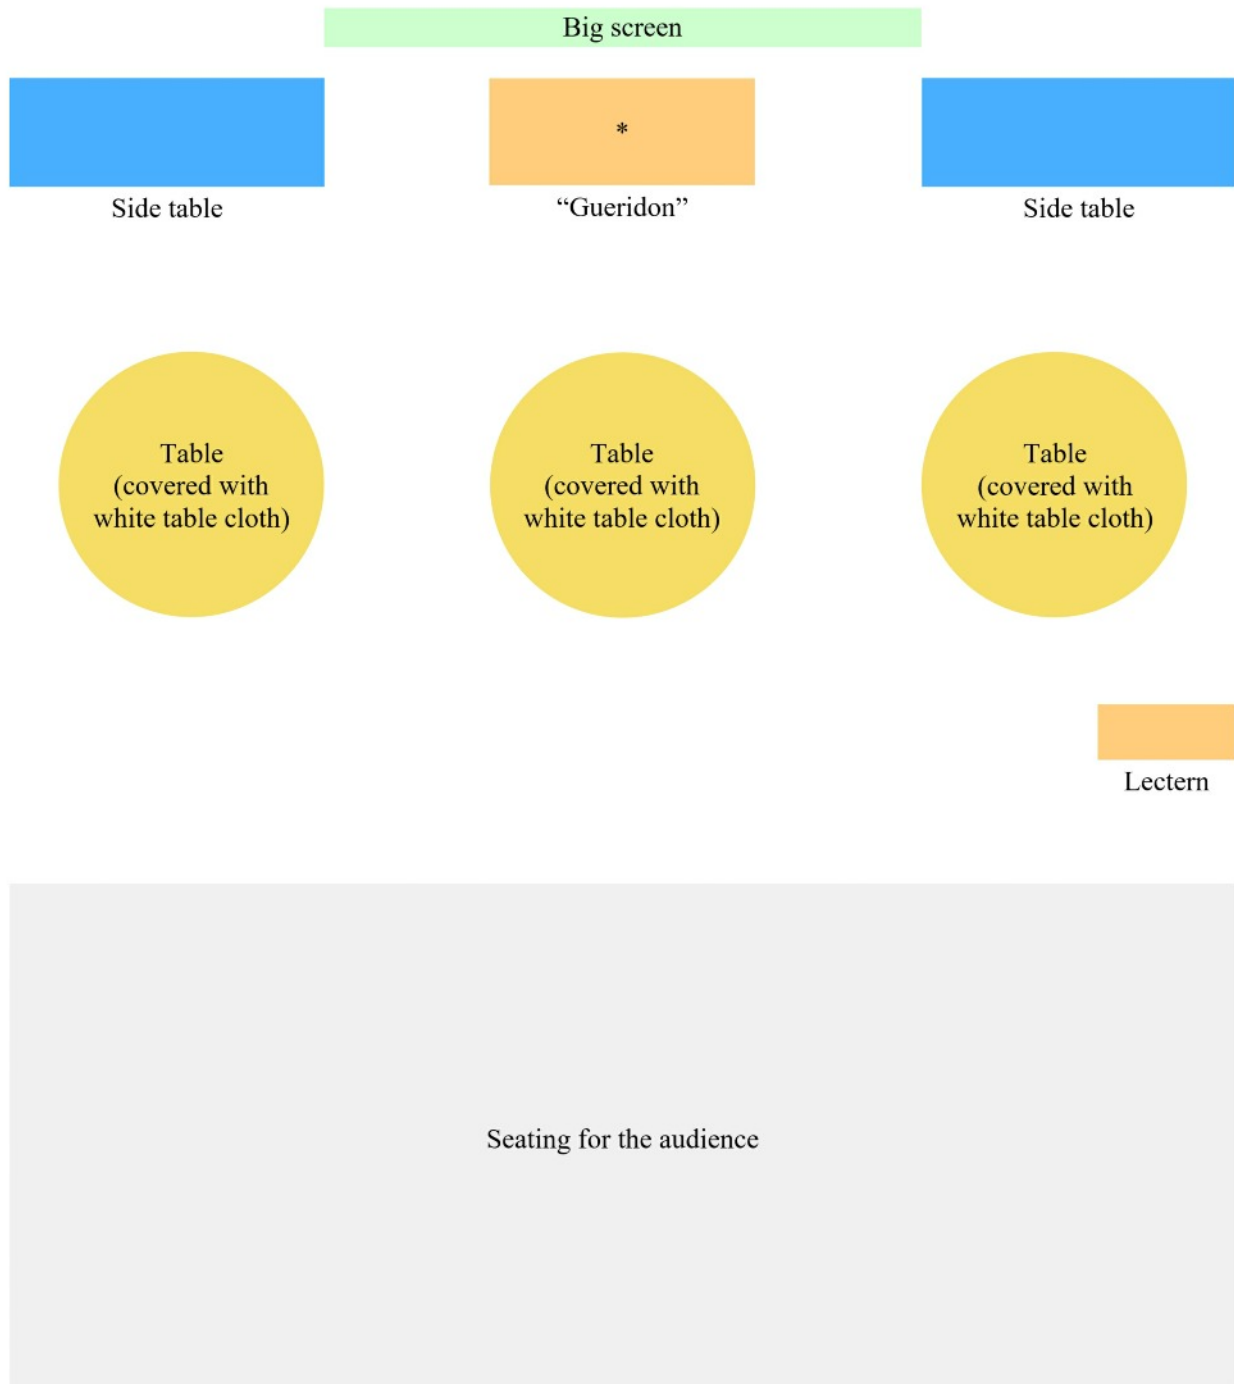 Big screen
*
Side table
“Gueridon”
Side table
Table
(covered with
white table cloth)
Table
(covered with
white table cloth)
Table
(covered with
white table cloth)
Lectern
Seating for the audience